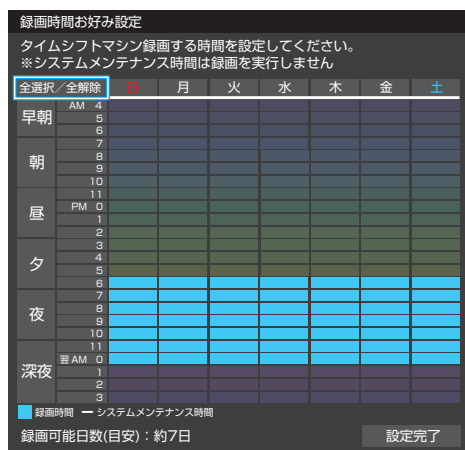 録画時間お好み設定
タイムシフトマシン録画する時間を設定してください。
※システムメンテナンス時間は録画を実行しません
全選択／全解除 日 月 火 水 木 金 土
早朝 AM 4
5
6
朝 7
8
9
10
昼 11
PM 0
1
2
夕 3
4
5
6
夜 7
8
9
10
深夜 11
翌AM 0
1
2
3
録画時間 ー システムメンテナンス時間
録画可能日数(目安)：約7日 設定完了